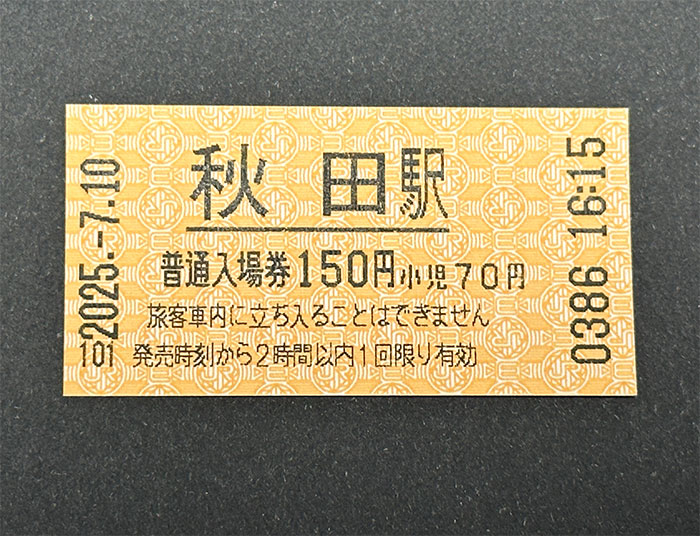 秋田駅
普通入場券150円小児70円
旅客車内に立ち入ることはできません
発売時刻から2時間以内1回限り有効
2025.-7.10
101
0386 16:15